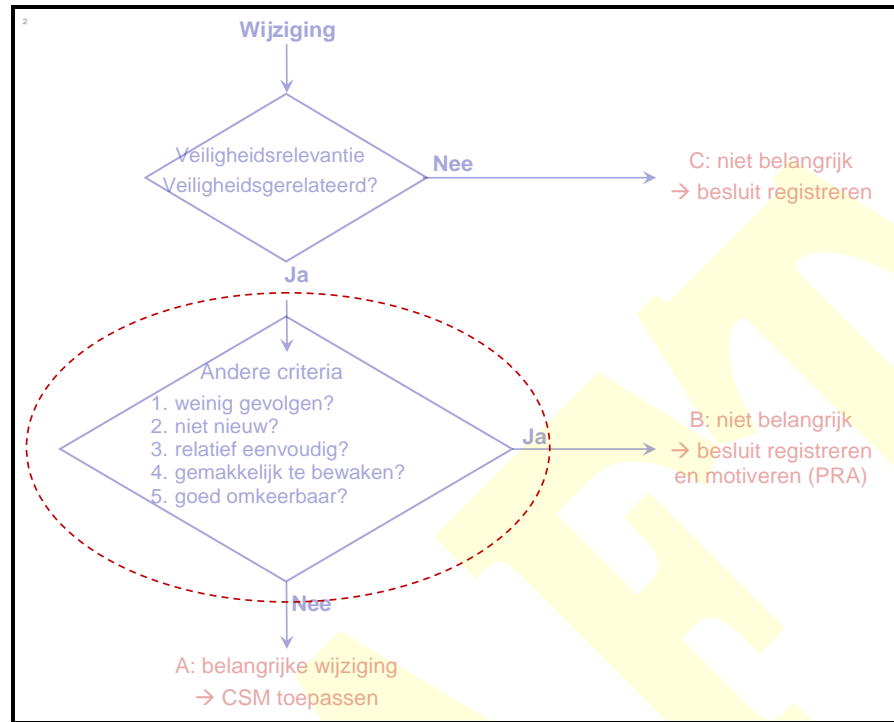 2
Wijziging
Veiligheidsrelevantie
Veiligheidsgerelateerd?
Nee
C: niet belangrijk
→ besluit registreren
Ja
Andere criteria
1. weinig gevolgen?
2. niet nieuw?
3. relatief eenvoudig?
4. gemakkelijk te bewaken?
5. goed omkeerbaar?
Ja
B: niet belangrijk
→ besluit registreren
en motiveren (PRA)
Nee
A: belangrijke wijziging
→ CSM toepassen